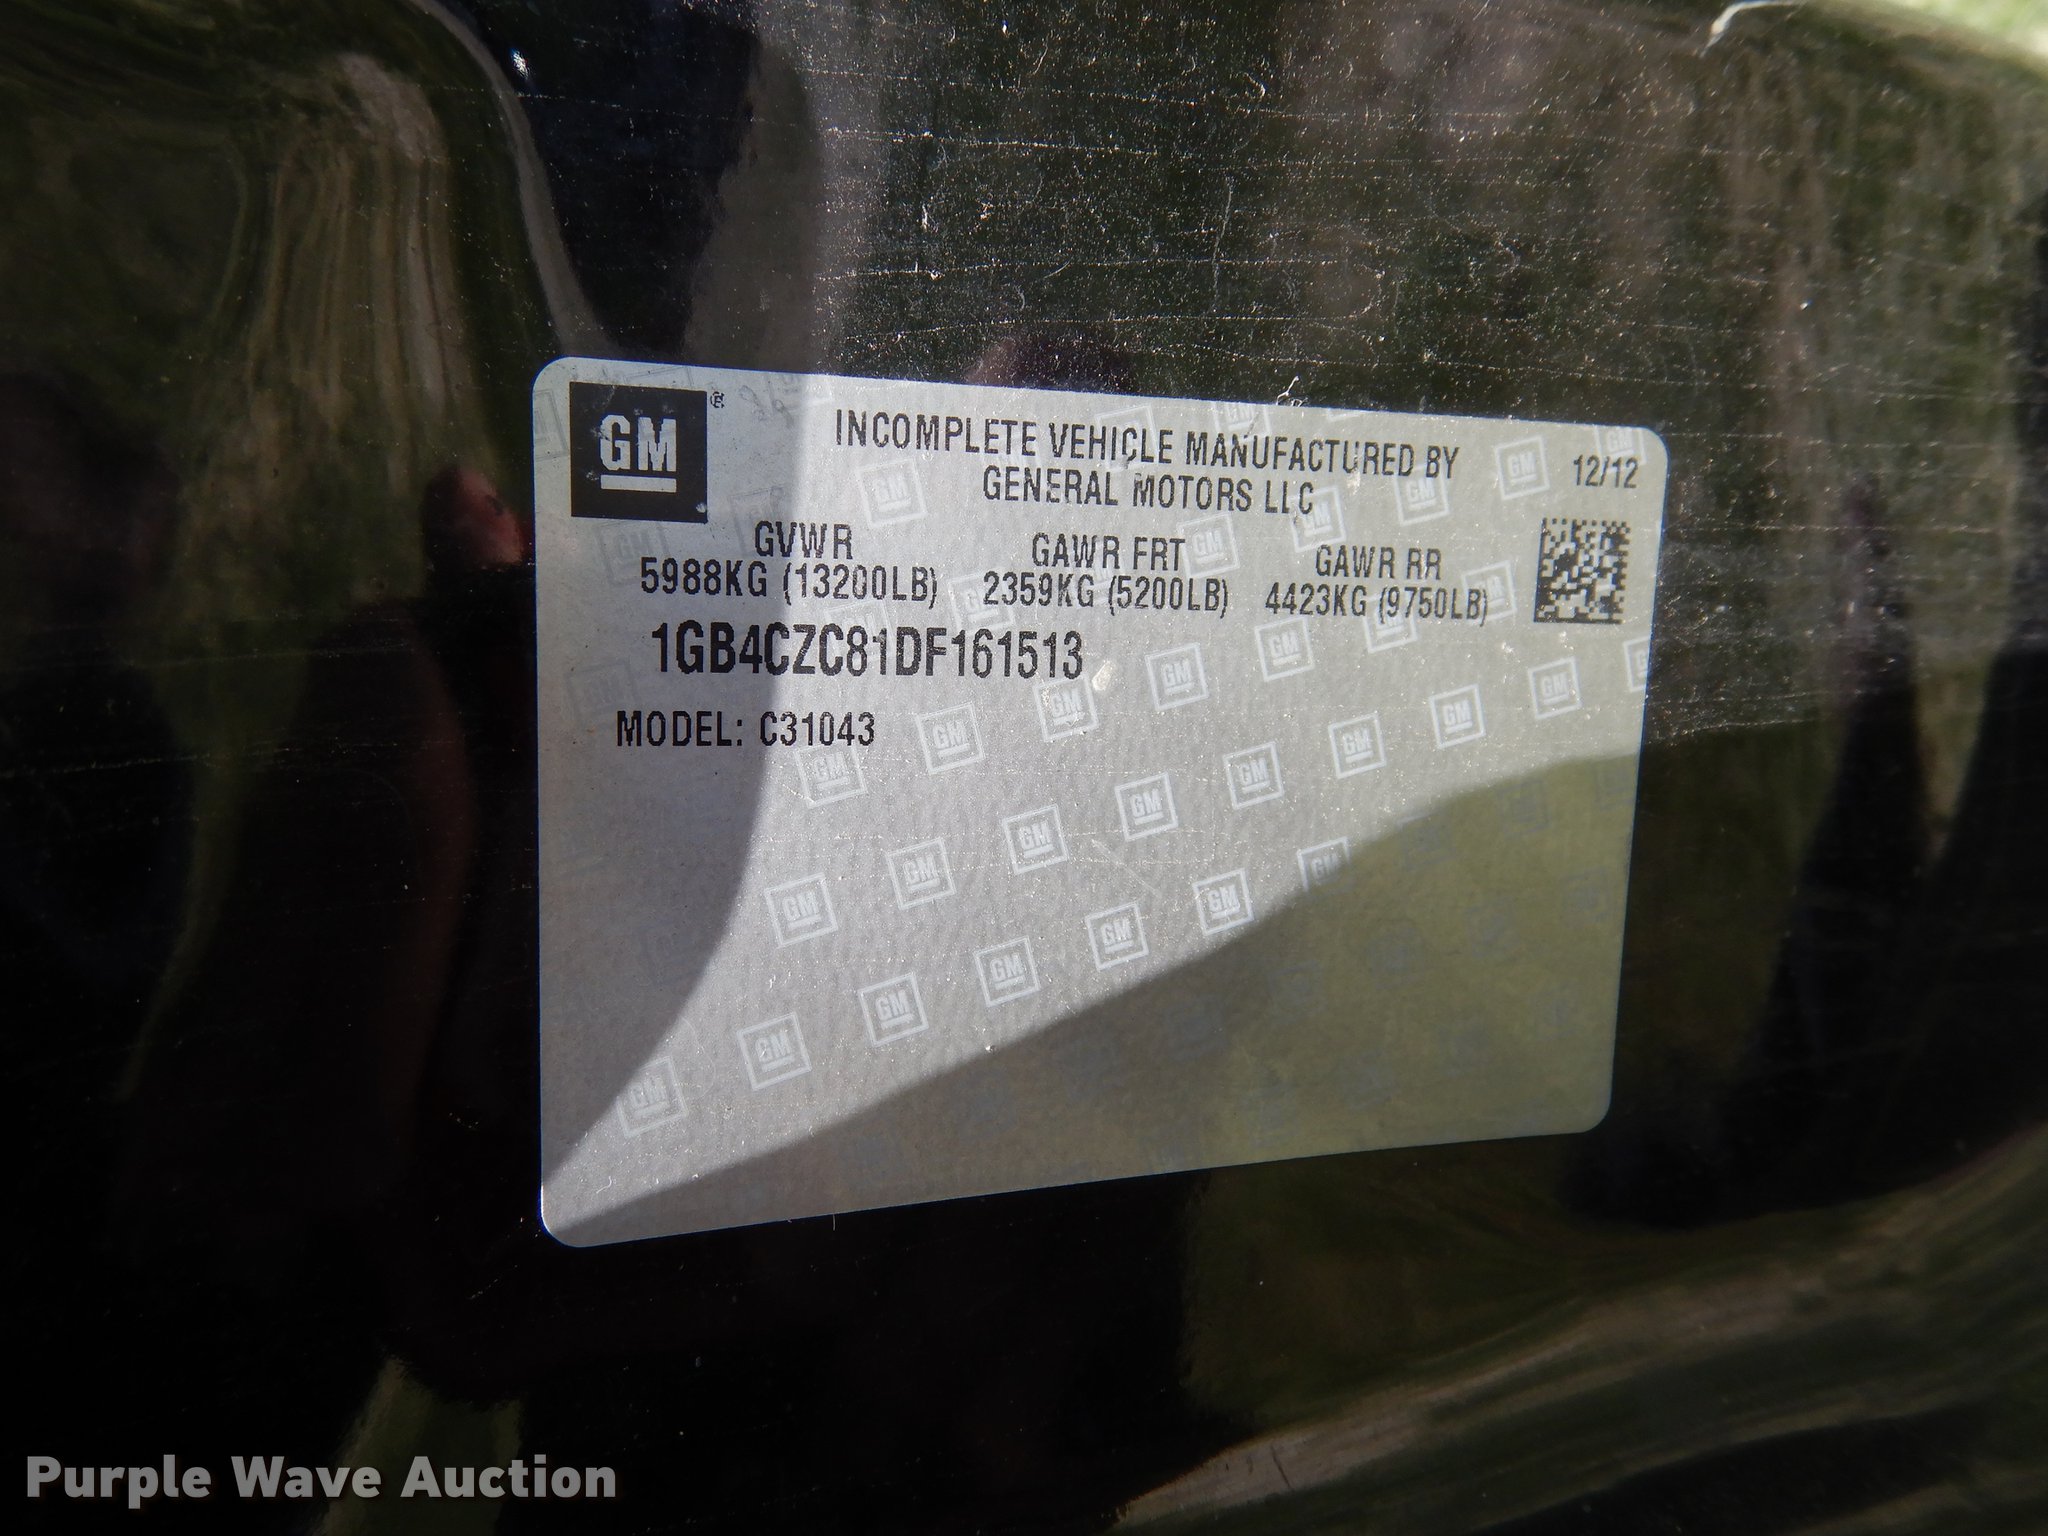 GM ®
INCOMPLETE VEHICLE MANUFACTURED BY
GENERAL MOTORS LLC
12/12
GVWR
5988KG (13200LB)
GAWR FRT
2359KG (5200LB)
GAWR RR
4423KG (9750LB)
1GB4CZC81DF161513
MODEL: C31043
Purple Wave Auction